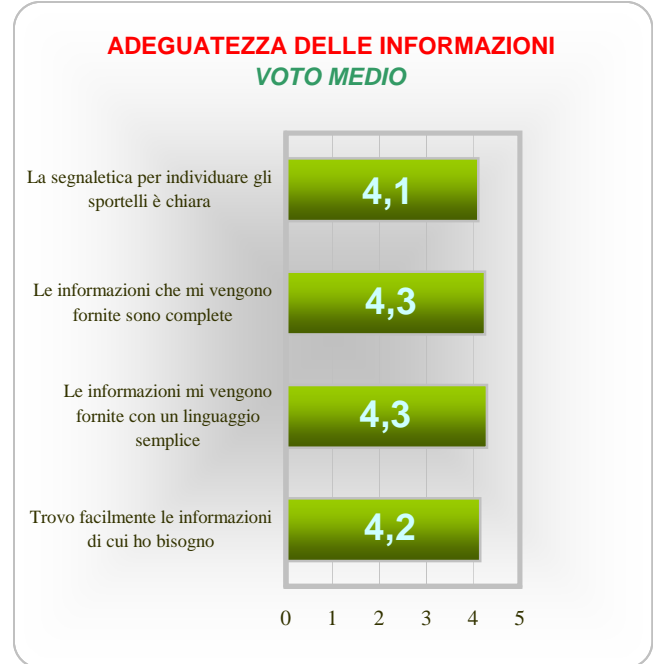 ADEGUATEZZA DELLE INFORMAZIONI
VOTO MEDIO
La segnaletica per individuare gli
sportelli è chiara
4,1
Le informazioni che mi vengono
fornite sono complete
4,3
Le informazioni mi vengono
fornite con un linguaggio
semplice
4,3
Trovo facilmente le informazioni
di cui ho bisogno
4,2
0 1 2 3 4 5